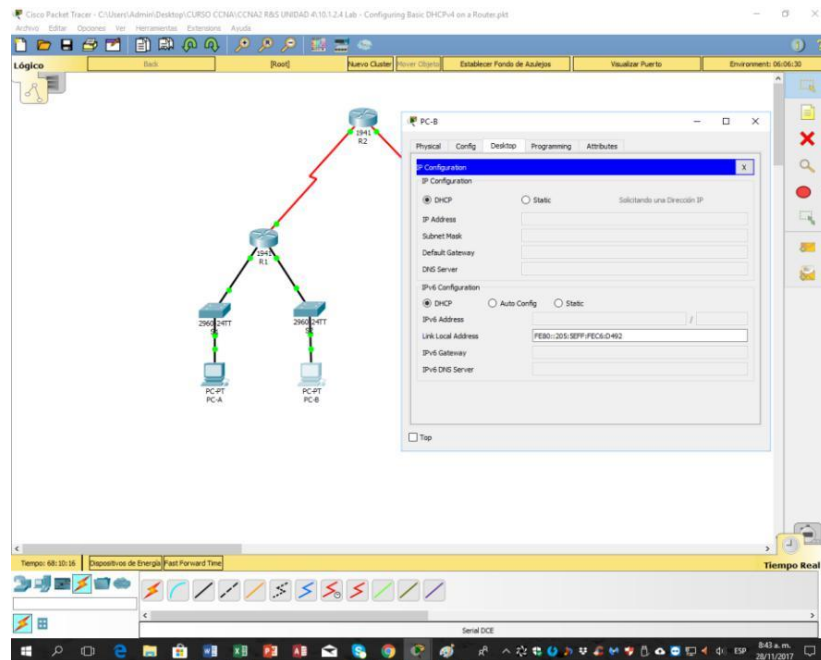 Cisco Packet Tracer - C:\Users\Admin\Desktop\CURSO CCNA\CCNA2 R&S UNIDAD 4\10.1.2.4 Lab - Configuring Basic DHCPv4 on a Router.pkt
Archivo Editar Opciones Ver Herramientas Extensions Ayuda
Lógico Back [Root] Nuevo Cluster Mover Objeto Establecer Fondo de Azulejos Visualizar Puerto Environment: 06:06:30
1941
R2
1941
R1
2960-24TT
2960-24TT
PC-PT
PC-A
PC-PT
PC-B
PC-B
Physical Config Desktop Programming Attributes
IP Configuration X
IP Configuration
DHCP Static Solicitando una Dirección IP
IP Address
Subnet Mask
Default Gateway
DNS Server
IPv6 Configuration
DHCP Auto Config Static
IPv6 Address /
Link Local Address FE80::205:5EFF:FEC6:D492
IPv6 Gateway
IPv6 DNS Server
Top
Tiempo: 68:10:16 Dispositivos de Energía Fast Forward Time Tiempo Real
Serial DCE
ESP 8:43 a. m.
28/11/2017